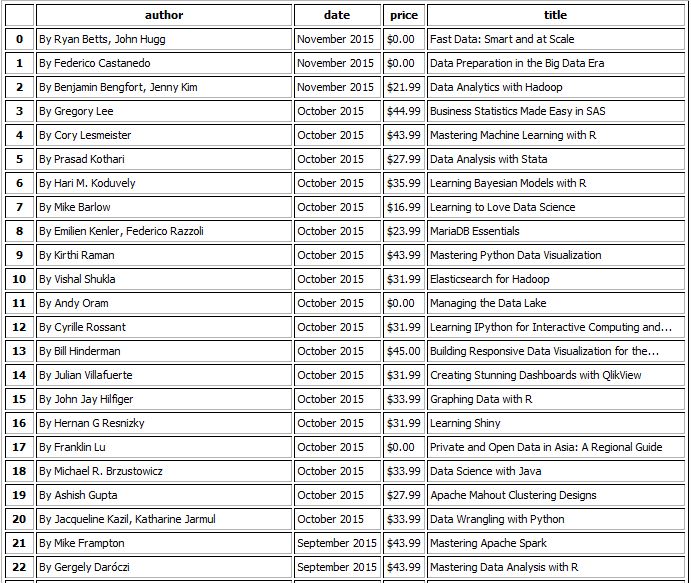 author date price title
0 By Ryan Betts, John Hugg November 2015 $0.00 Fast Data: Smart and at Scale
1 By Federico Castanedo November 2015 $0.00 Data Preparation in the Big Data Era
2 By Benjamin Bengfort, Jenny Kim November 2015 $21.99 Data Analytics with Hadoop
3 By Gregory Lee October 2015 $44.99 Business Statistics Made Easy in SAS
4 By Cory Lesmeister October 2015 $43.99 Mastering Machine Learning with R
5 By Prasad Kothari October 2015 $27.99 Data Analysis with Stata
6 By Hari M. Koduvely October 2015 $35.99 Learning Bayesian Models with R
7 By Mike Barlow October 2015 $16.99 Learning to Love Data Science
8 By Emilien Kenler, Federico Razzoli October 2015 $23.99 MariaDB Essentials
9 By Kirthi Raman October 2015 $43.99 Mastering Python Data Visualization
10 By Vishal Shukla October 2015 $31.99 Elasticsearch for Hadoop
11 By Andy Oram October 2015 $0.00 Managing the Data Lake
12 By Cyrille Rossant October 2015 $31.99 Learning IPython for Interactive Computing and...
13 By Bill Hinderman October 2015 $45.00 Building Responsive Data Visualization for the...
14 By Julian Villafuerte October 2015 $31.99 Creating Stunning Dashboards with QlikView
15 By John Jay Hilfiger October 2015 $33.99 Graphing Data with R
16 By Hernan G Resnizky October 2015 $31.99 Learning Shiny
17 By Franklin Lu October 2015 $0.00 Private and Open Data in Asia: A Regional Guide
18 By Michael R. Brzustowicz October 2015 $33.99 Data Science with Java
19 By Ashish Gupta October 2015 $27.99 Apache Mahout Clustering Designs
20 By Jacqueline Kazil, Katharine Jarmul October 2015 $33.99 Data Wrangling with Python
21 By Mike Frampton September 2015 $43.99 Mastering Apache Spark
22 By Gergely Daróczi September 2015 $43.99 Mastering Data Analysis with R